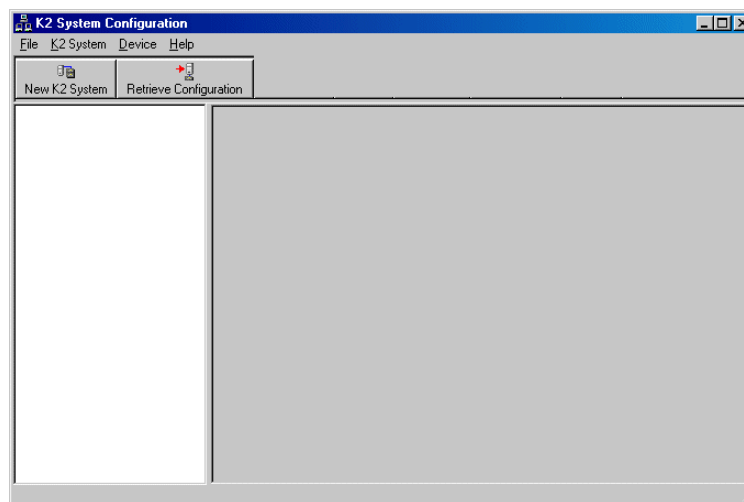 K2 System Configuration
File K2 System Device Help
New K2 System Retrieve Configuration